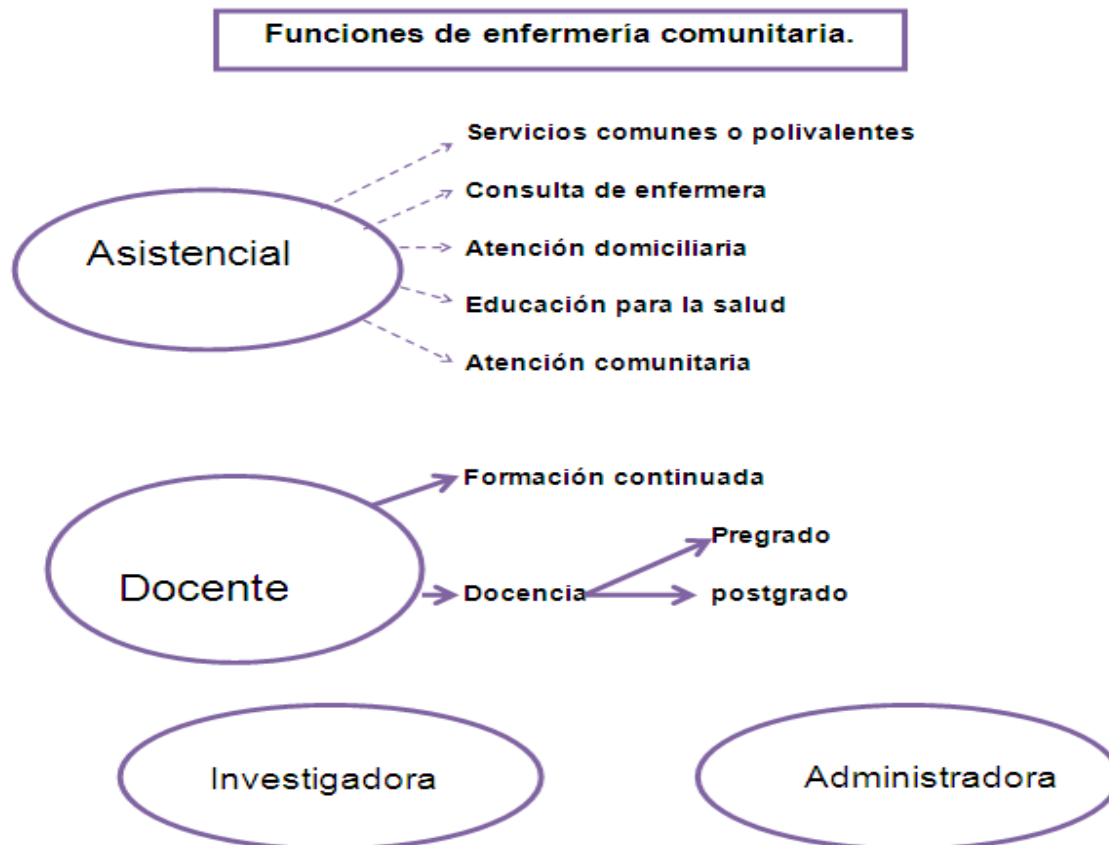 Funciones de enfermería comunitaria.
Servicios comunes o polivalentes
Consulta de enfermera
Asistencial
Atención domiciliaria
Educación para la salud
Atención comunitaria
Formación continuada
Pregrado
Docente
Docencia
postgrado
Investigadora
Administradora